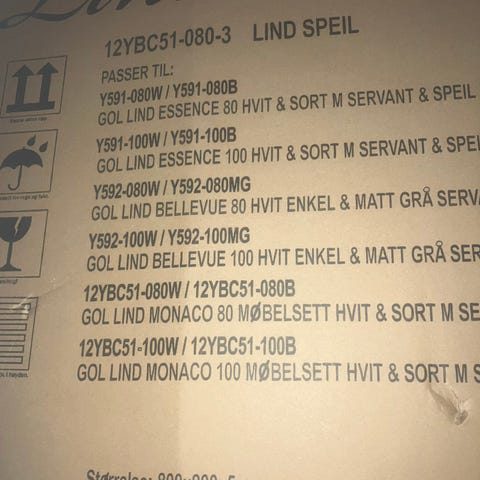 12YBC51-080-3 LIND SPEIL
PASSER TIL:
Y591-080W / Y591-080B
GOL LIND ESSENCE 80 HVIT & SORT M SERVANT & SPEIL
Y591-100W / Y591-100B
GOL LIND ESSENCE 100 HVIT & SORT M SERVANT & SPEI
Y592-080W / Y592-080MG
GOL LIND BELLEVUE 80 HVIT ENKEL & MATT GRÅ SERVA
Y592-100W / Y592-100MG
GOL LIND BELLEVUE 100 HVIT ENKEL & MATT GRÅ SER
12YBC51-080W / 12YBC51-080B
GOL LIND MONACO 80 MØBELSETT HVIT & SORT M S
12YBC51-100W / 12YBC51-100B
GOL LIND MONACO 100 MØBELSETT HVIT & SORT M S